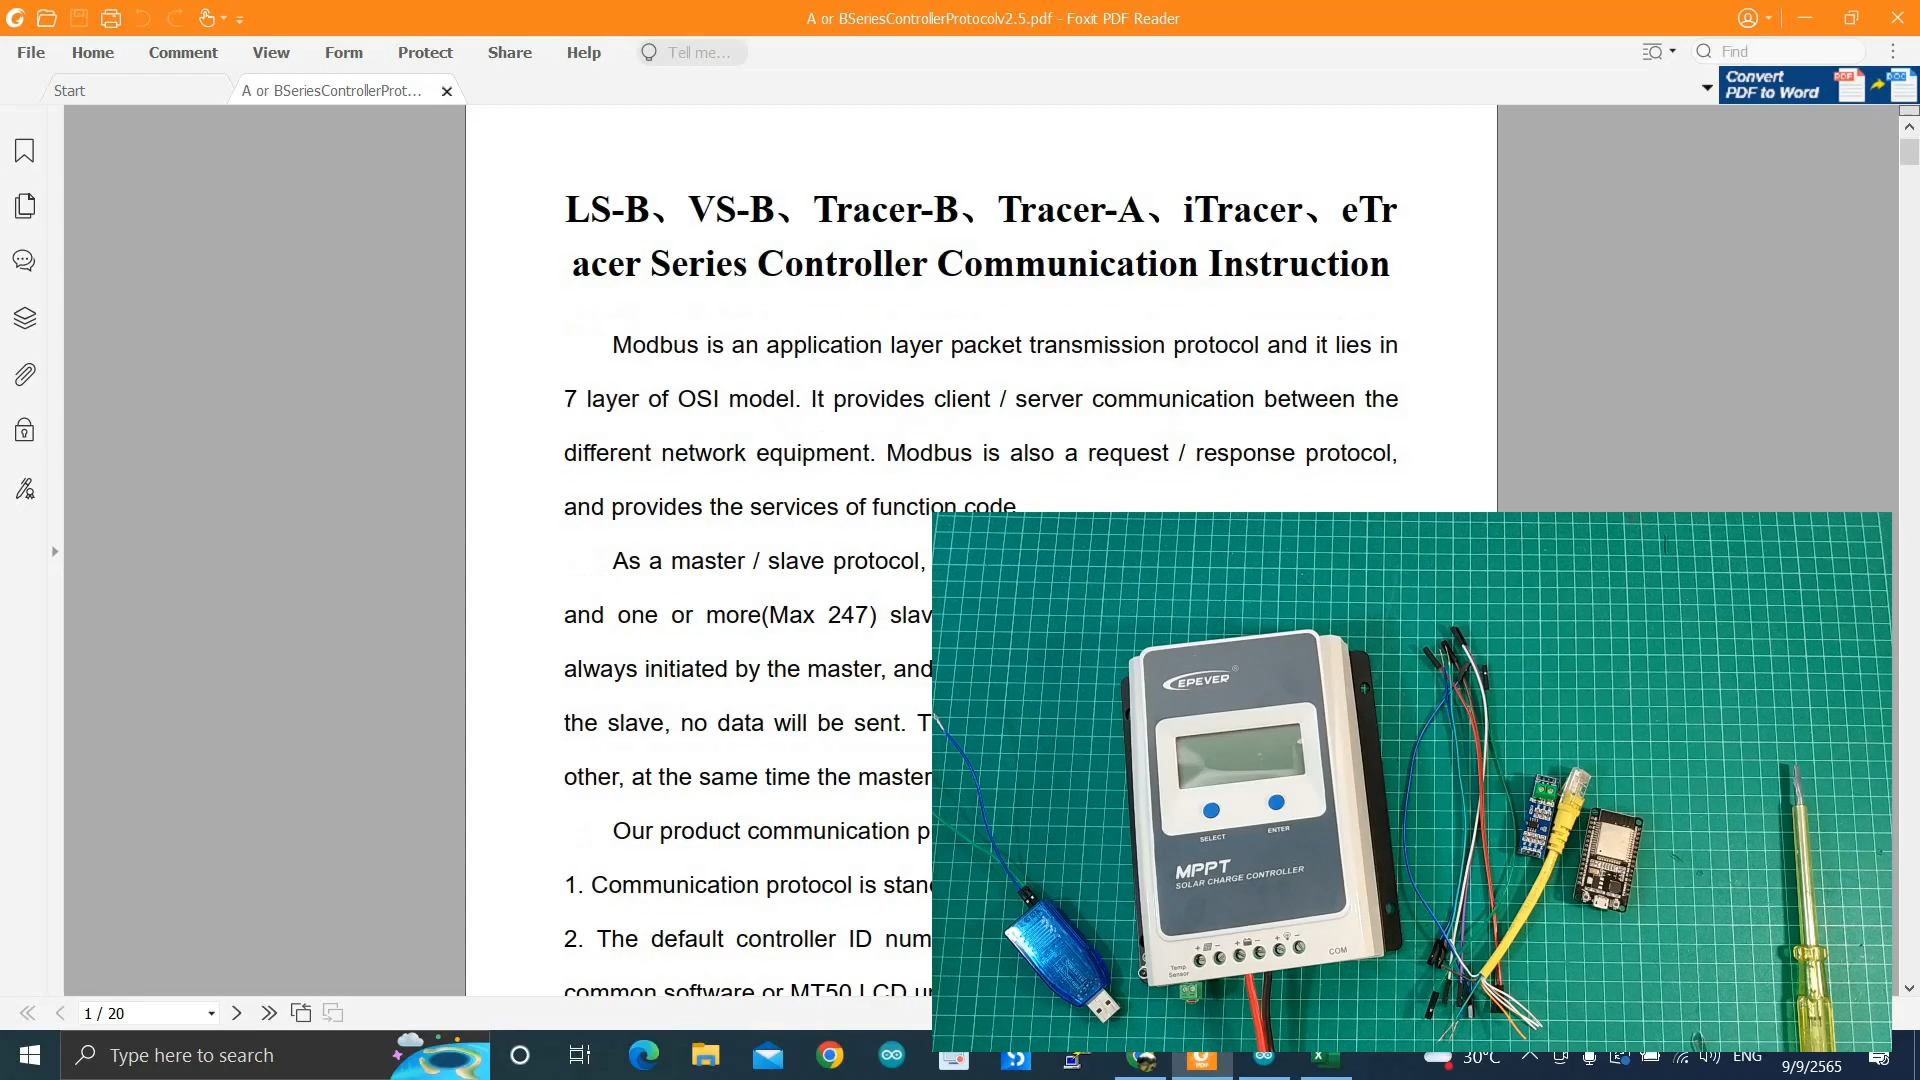 A or BSeriesControllerProtocolv2.5.pdf - Foxit PDF Reader
File Home Comment View Form Protect Share Help Tell me... Find
Start A or BSeriesControllerProt...
Convert
PDF to Word
LS-B、VS-B、Tracer-B、Tracer-A、iTracer、eTr
acer Series Controller Communication Instruction
Modbus is an application layer packet transmission protocol and it lies in
7 layer of OSI model. It provides client / server communication between the
different network equipment. Modbus is also a request / response protocol,
and provides the services of function code
As a master / slave protocol,
and one or more(Max 247) slav
always initiated by the master, and
the slave, no data will be sent. T
other, at the same time the master
Our product communication p
1. Communication protocol is stan
2. The default controller ID num
common software or MT50 LCD u
EPEVER
SELECT ENTER
MPPT
SOLAR CHARGE CONTROLLER
Temp.
Sensor
COM
1 / 20
Type here to search
30°C ENG
9/9/2565